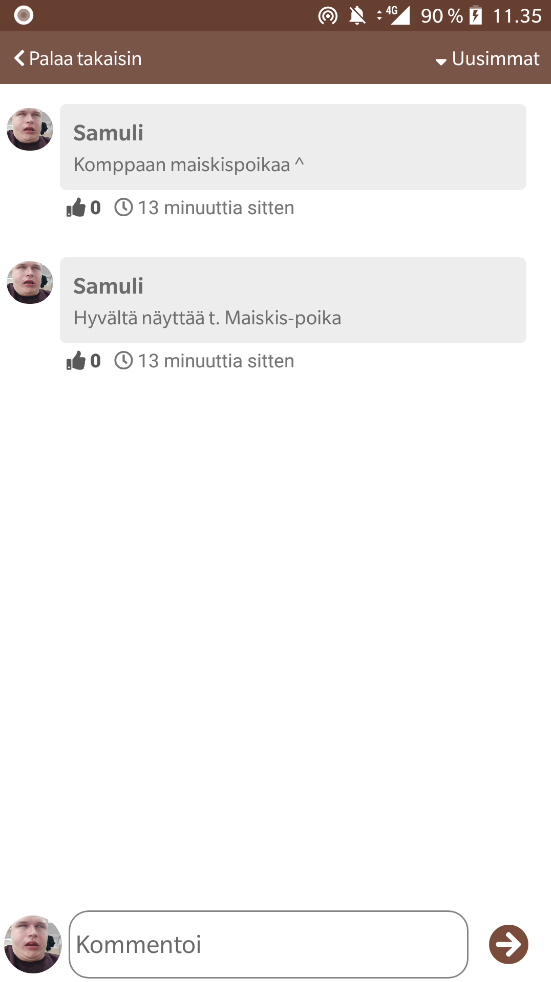 4G 90 % 11.35
Palaa takaisin Uusimmat
Samuli
Komppaan maiskispoikaa ^
0 13 minuuttia sitten
Samuli
Hyvältä näyttää t. Maiskis-poika
0 13 minuuttia sitten
Kommentoi